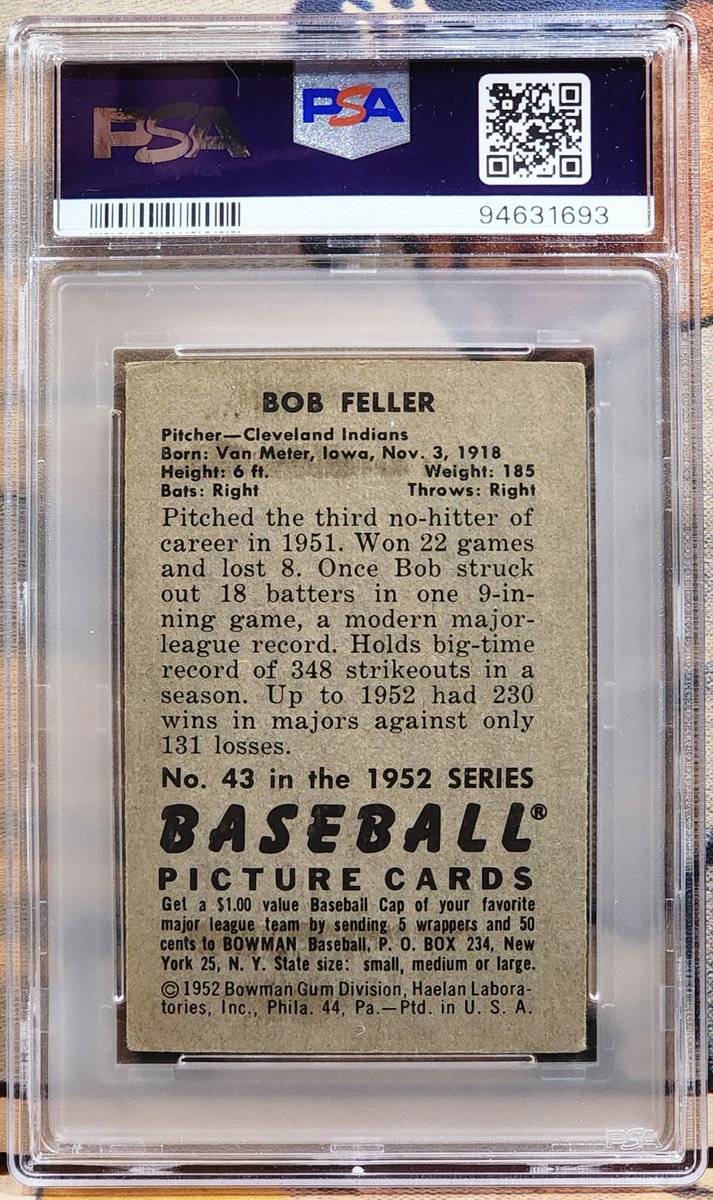 PSA
PSA
94631693
BOB FELLER
Pitcher—Cleveland Indians
Born: Van Meter, Iowa, Nov. 3, 1918
Height: 6 ft. Weight: 185
Bats: Right Throws: Right
Pitched the third no-hitter of
career in 1951. Won 22 games
and lost 8. Once Bob struck
out 18 batters in one 9-in-
ning game, a modern major-
league record. Holds big-time
record of 348 strikeouts in a
season. Up to 1952 had 230
wins in majors against only
131 losses.
No. 43 in the 1952 SERIES
BASEBALL®
PICTURE CARDS
Get a $1.00 value Baseball Cap of your favorite
major league team by sending 5 wrappers and 50
cents to BOWMAN Baseball, P. O. BOX 234, New
York 25, N. Y. State size: small, medium or large.
©1952 Bowman Gum Division, Haelan Labora-
tories, Inc., Phila. 44, Pa.—Ptd. in U. S. A.
PSA